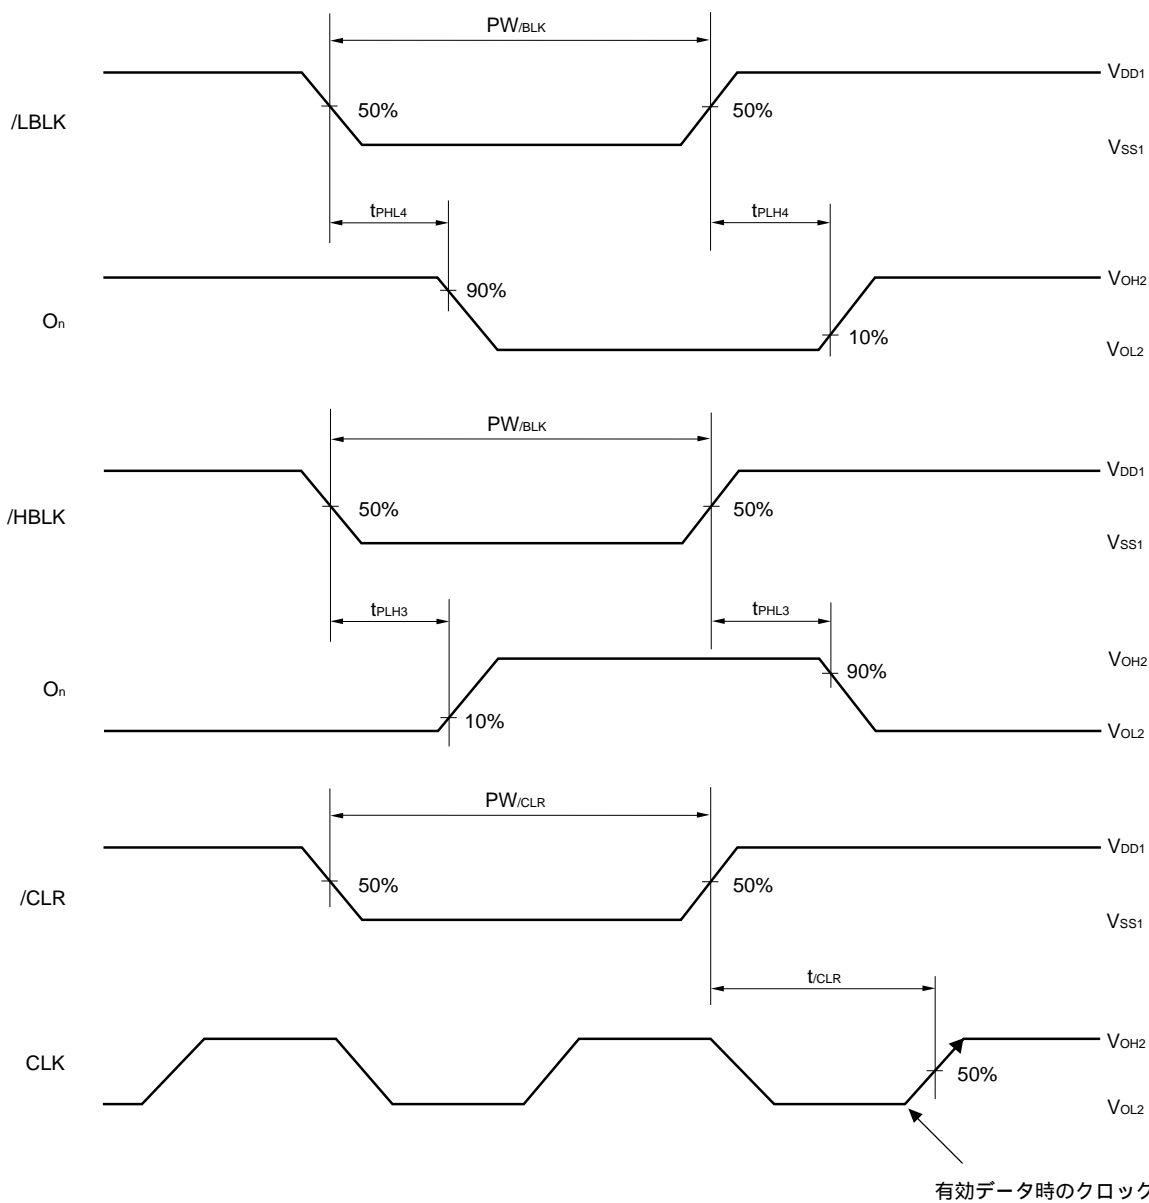 PW/BLK
VDD1
50%
50%
/LBLK
VSS1
tPHL4
tPLH4
VOH2
90%
On
10%
VOL2
PW/BLK
VDD1
50%
50%
/HBLK
VSS1
tPLH3
tPHL3
VOH2
90%
On
10%
VOL2
PW/CLR
VDD1
50%
50%
/CLR
VSS1
t/CLR
VOH2
CLK
50%
VOL2
有効データ時のクロック